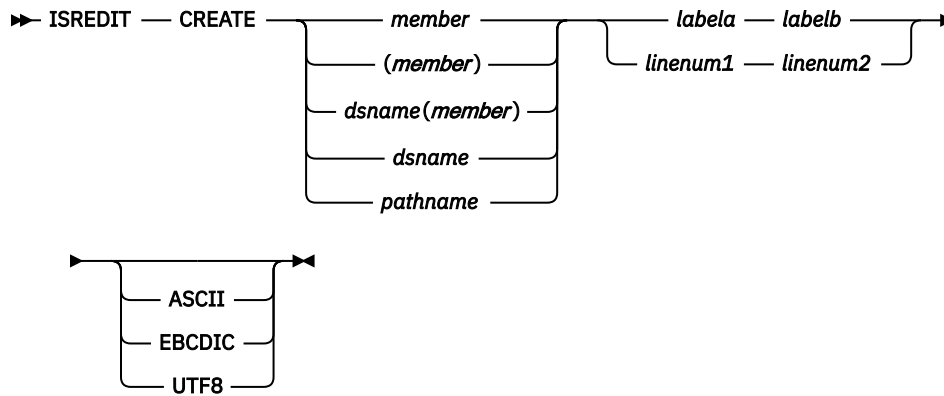 ISREDIT CREATE member labela labelb
(member) linenum1 linenum2
dsname(member)
dsname
pathname
ASCII
EBCDIC
UTF8